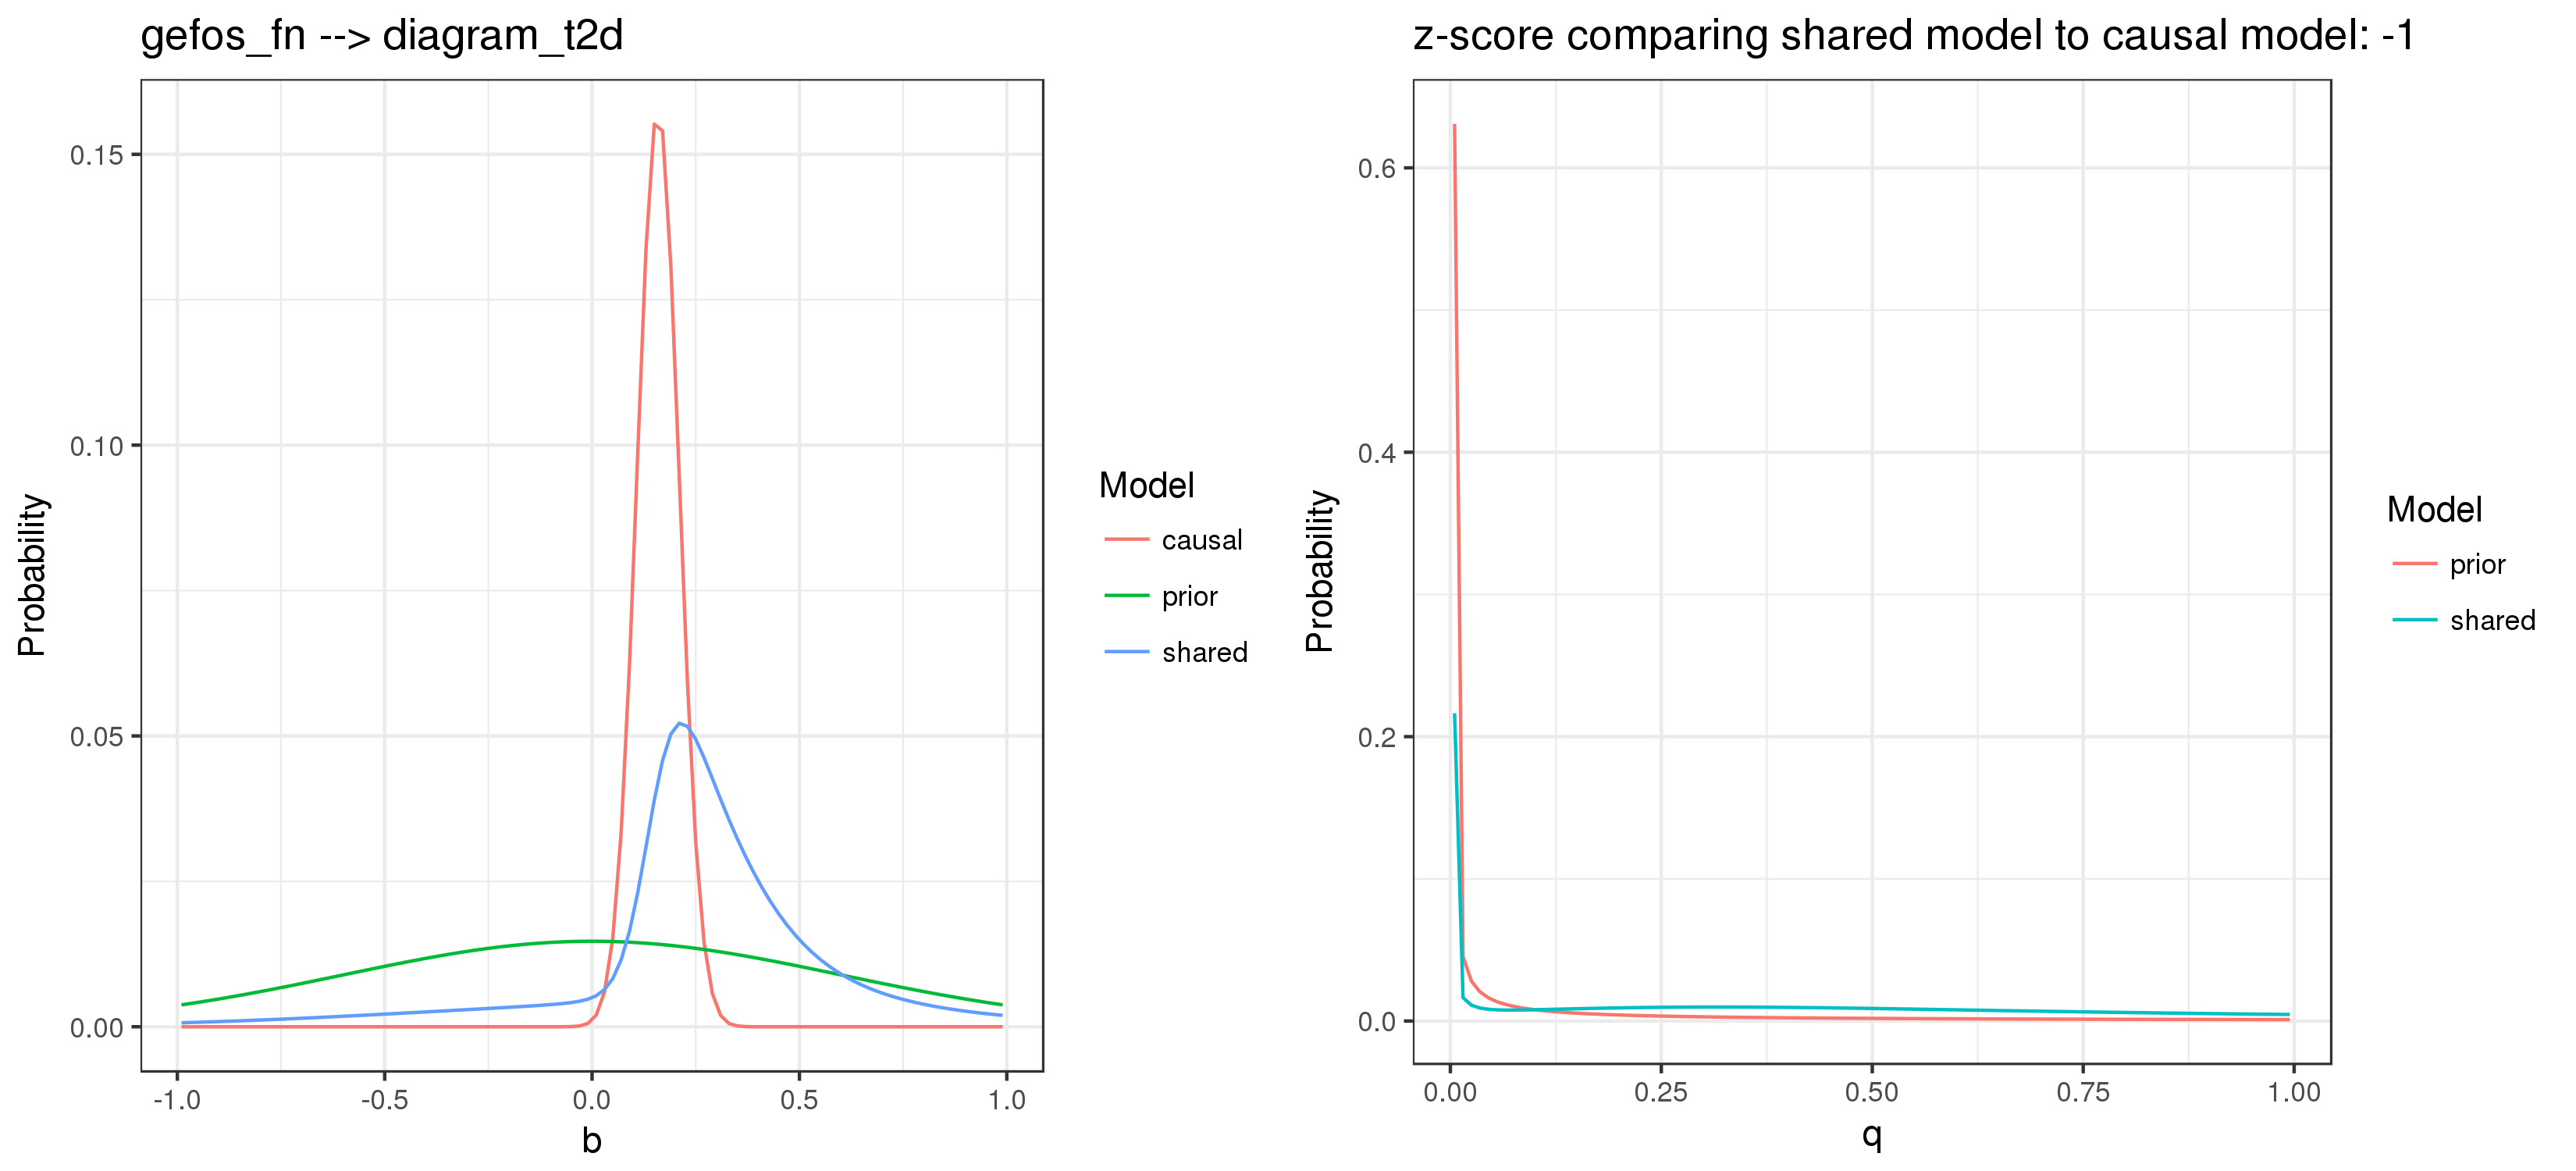 gefos_fn --> diagram_t2d
Probability
0.15
0.10
0.05
0.00
-1.0
-0.5
0.0
0.5
1.0
b
Model
causal
prior
shared
z-score comparing shared model to causal model: -1
Probability
0.6
0.4
0.2
0.0
0.00
0.25
0.50
0.75
1.00
q
Model
prior
shared